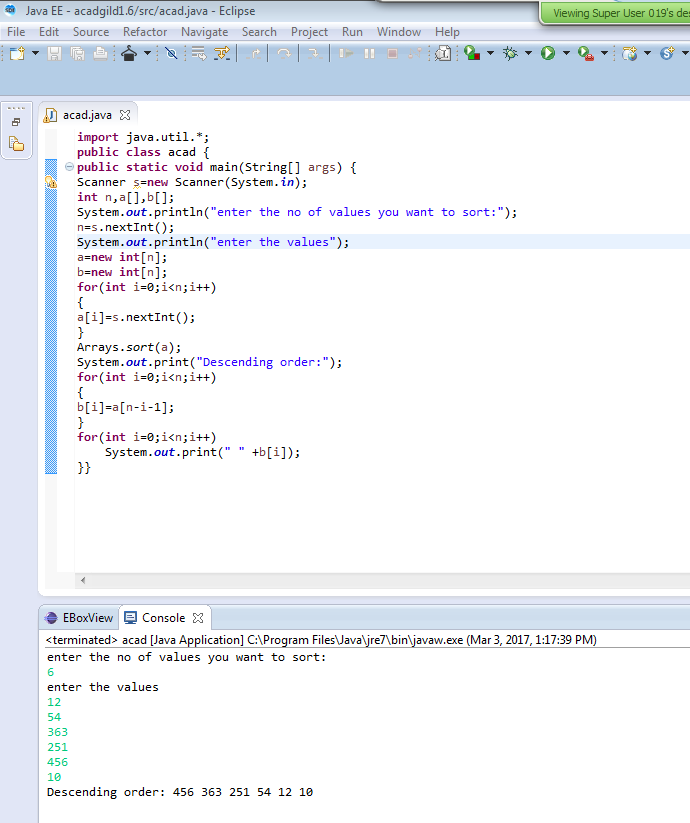 Java EE - acadgild1.6/src/acad.java - Eclipse
Viewing Super User 019's des
File Edit Source Refactor Navigate Search Project Run Window Help
acad.java
import java.util.*;
public class acad {
public static void main(String[] args) {
Scanner s=new Scanner(System.in);
int n,a[],b[];
System.out.println("enter the no of values you want to sort:");
n=s.nextInt();
System.out.println("enter the values");
a=new int[n];
b=new int[n];
for(int i=0;i<n;i++)
{
a[i]=s.nextInt();
}
Arrays.sort(a);
System.out.print("Descending order:");
for(int i=0;i<n;i++)
{
b[i]=a[n-i-1];
}
for(int i=0;i<n;i++)
System.out.print(" " +b[i]);
}}
EBoxView Console
<terminated> acad [Java Application] C:\Program Files\Java\jre7\bin\javaw.exe (Mar 3, 2017, 1:17:39 PM)
enter the no of values you want to sort:
6
enter the values
12
54
363
251
456
10
Descending order: 456 363 251 54 12 10